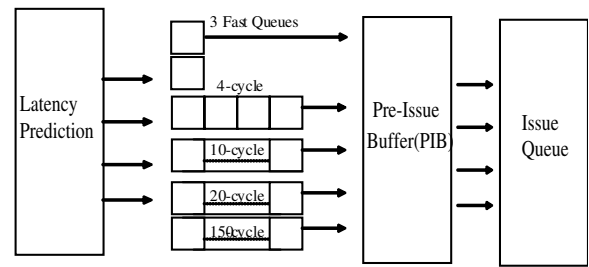 3 Fast Queues
4-cycle
Latency
Prediction
10-cycle
20-cycle
150-cycle
Pre-Issue
Buffer(PIB)
Issue
Queue